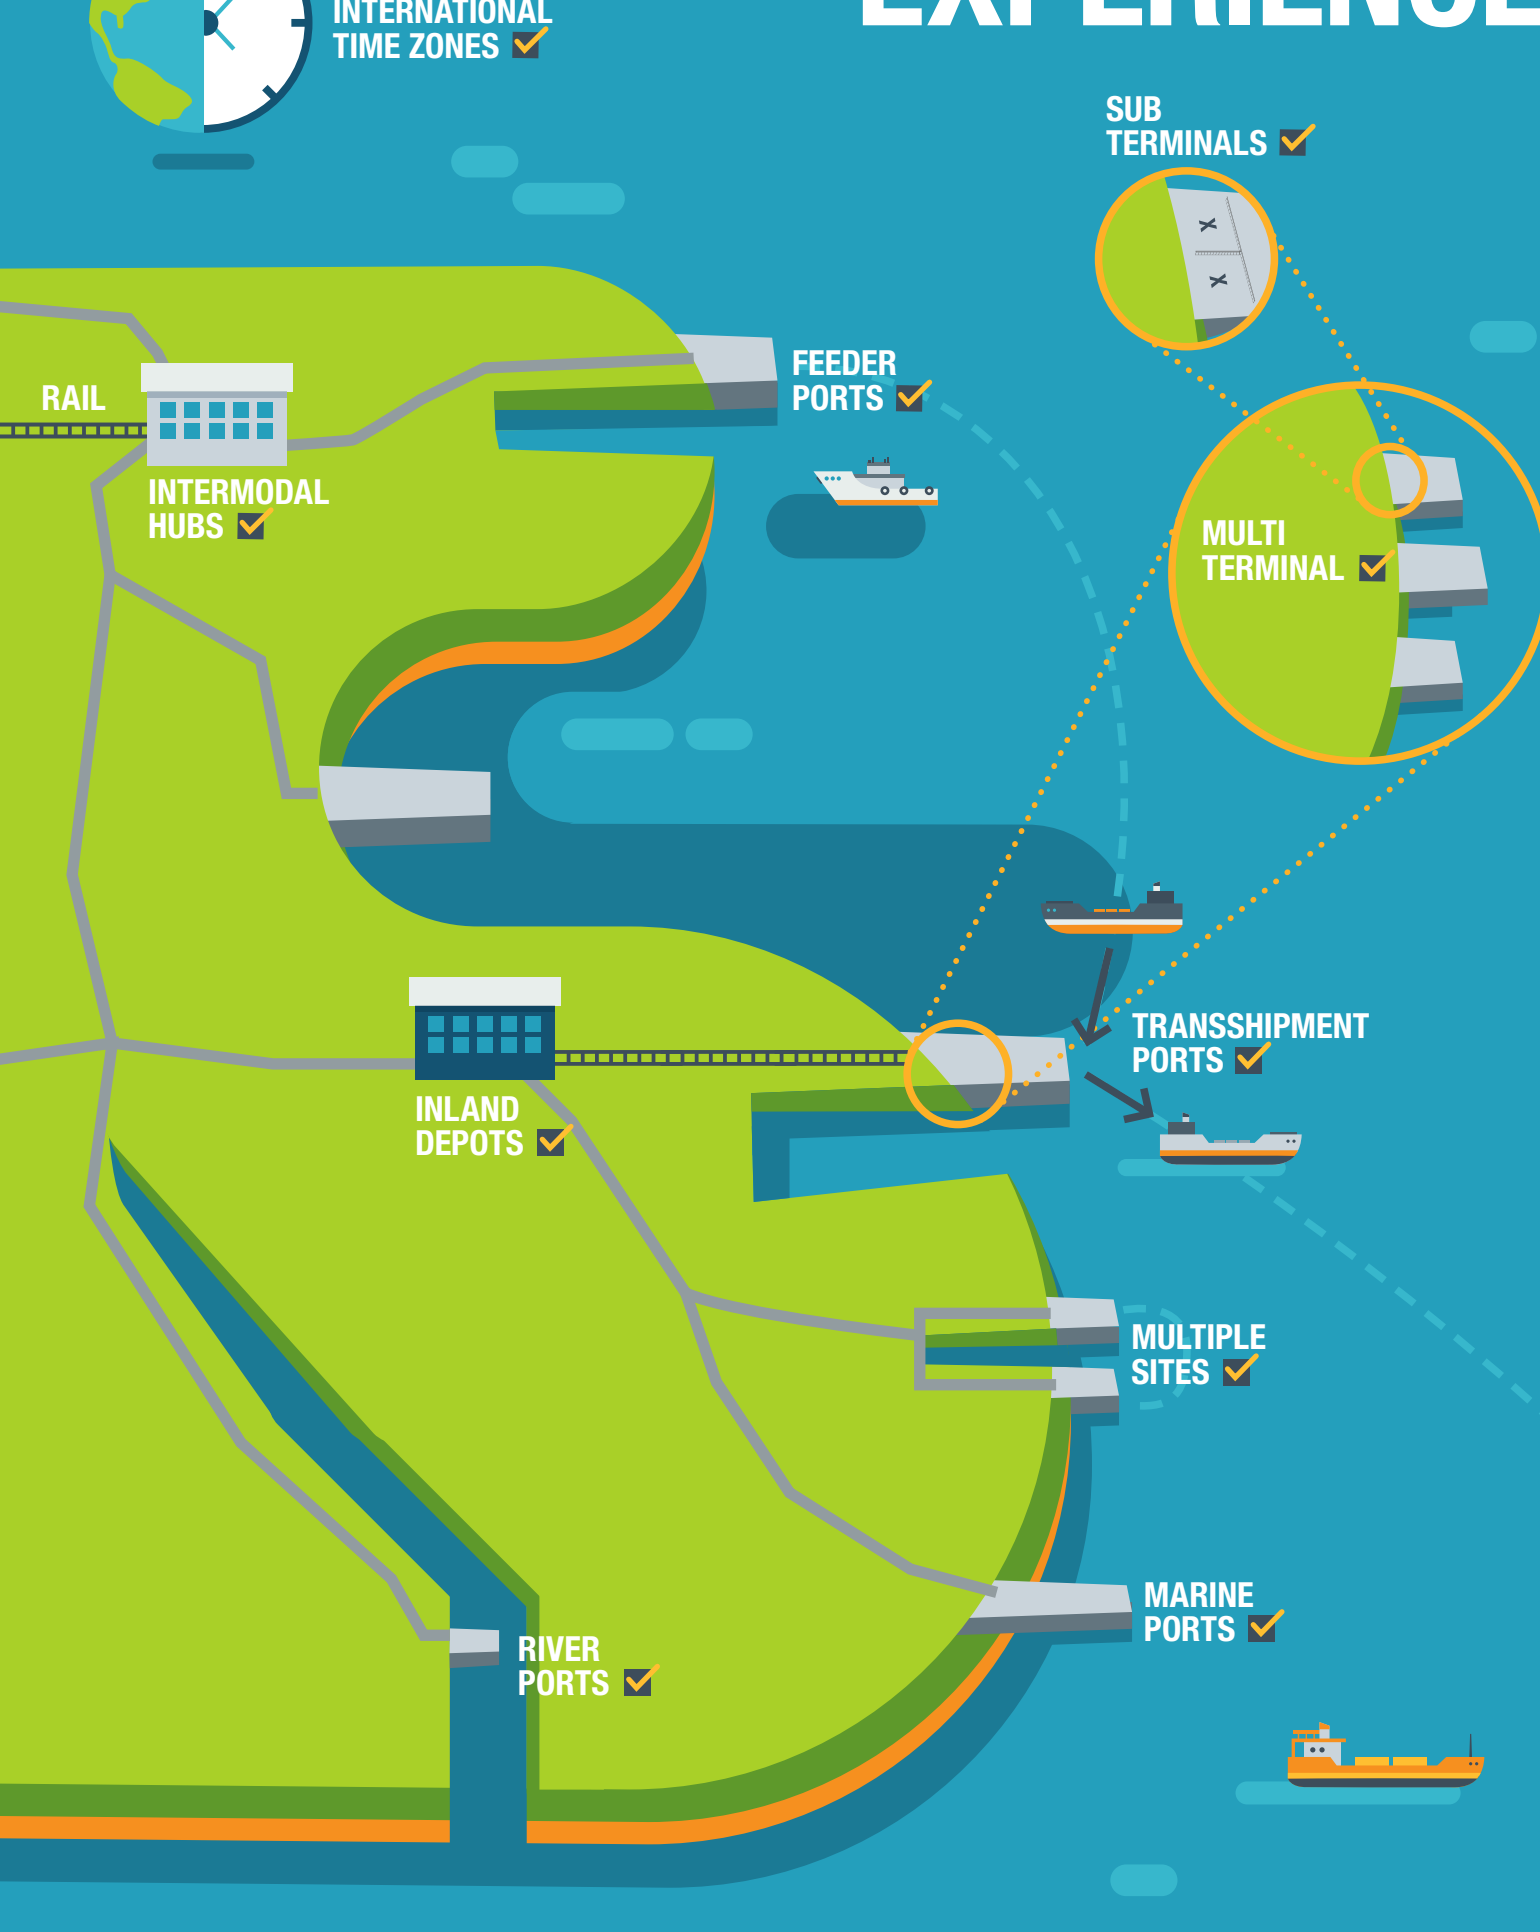 INTERNATIONAL
TIME ZONES
EXPERIENCE
SUB
TERMINALS
X
X
FEEDER
PORTS
RAIL
INTERMODAL
HUBS
MULTI
TERMINAL
TRANSSHIPMENT
PORTS
INLAND
DEPOTS
MULTIPLE
SITES
MARINE
PORTS
RIVER
PORTS